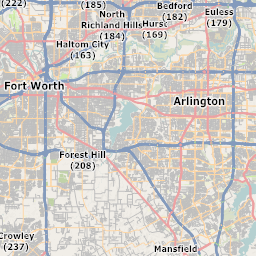 (222)
(185)
North
Richland Hills
(184)
Hurst
(169)
Bedford
(182)
Euless
(179)
Haltom City
(163)
Fort Worth
Arlington
Forest Hill
(208)
Crowley
(237)
Mansfield